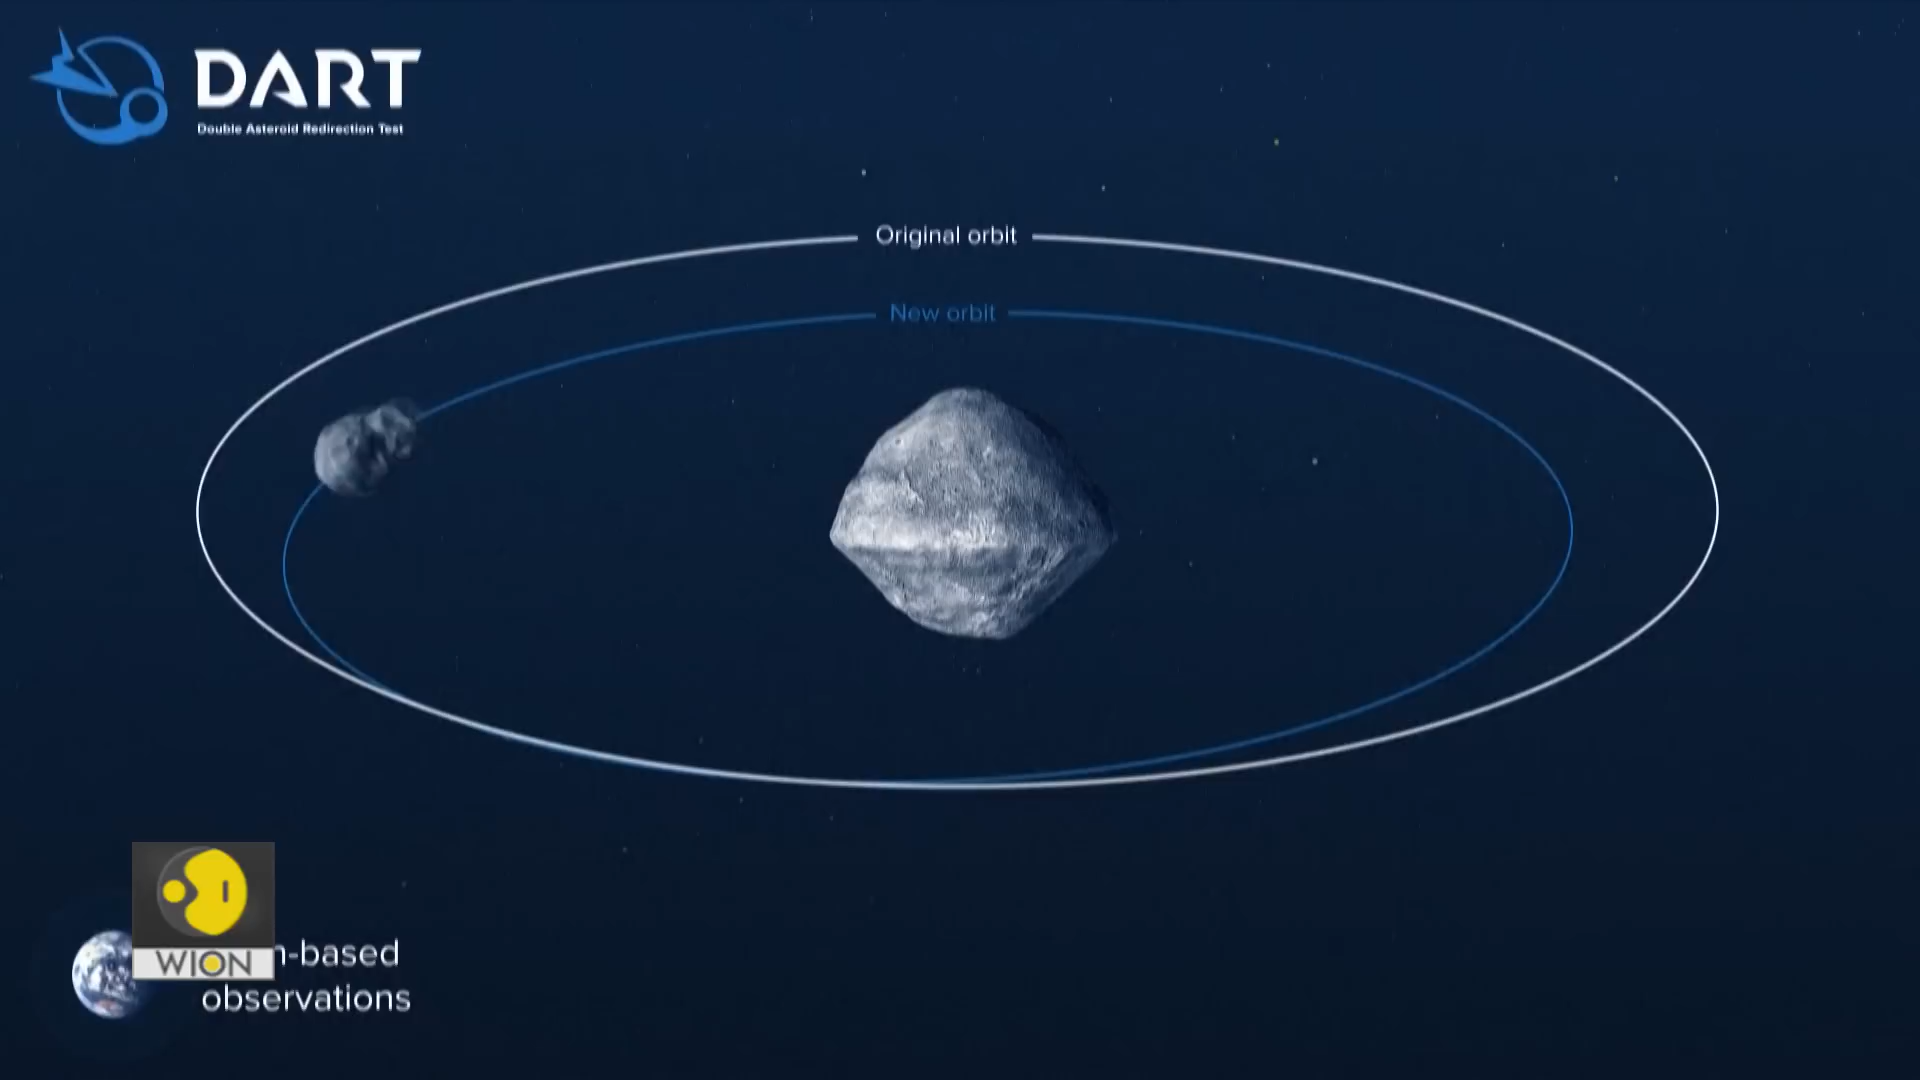 DART
Double Asteroid Redirection Test
Original orbit
New orbit
WION
-based
observations